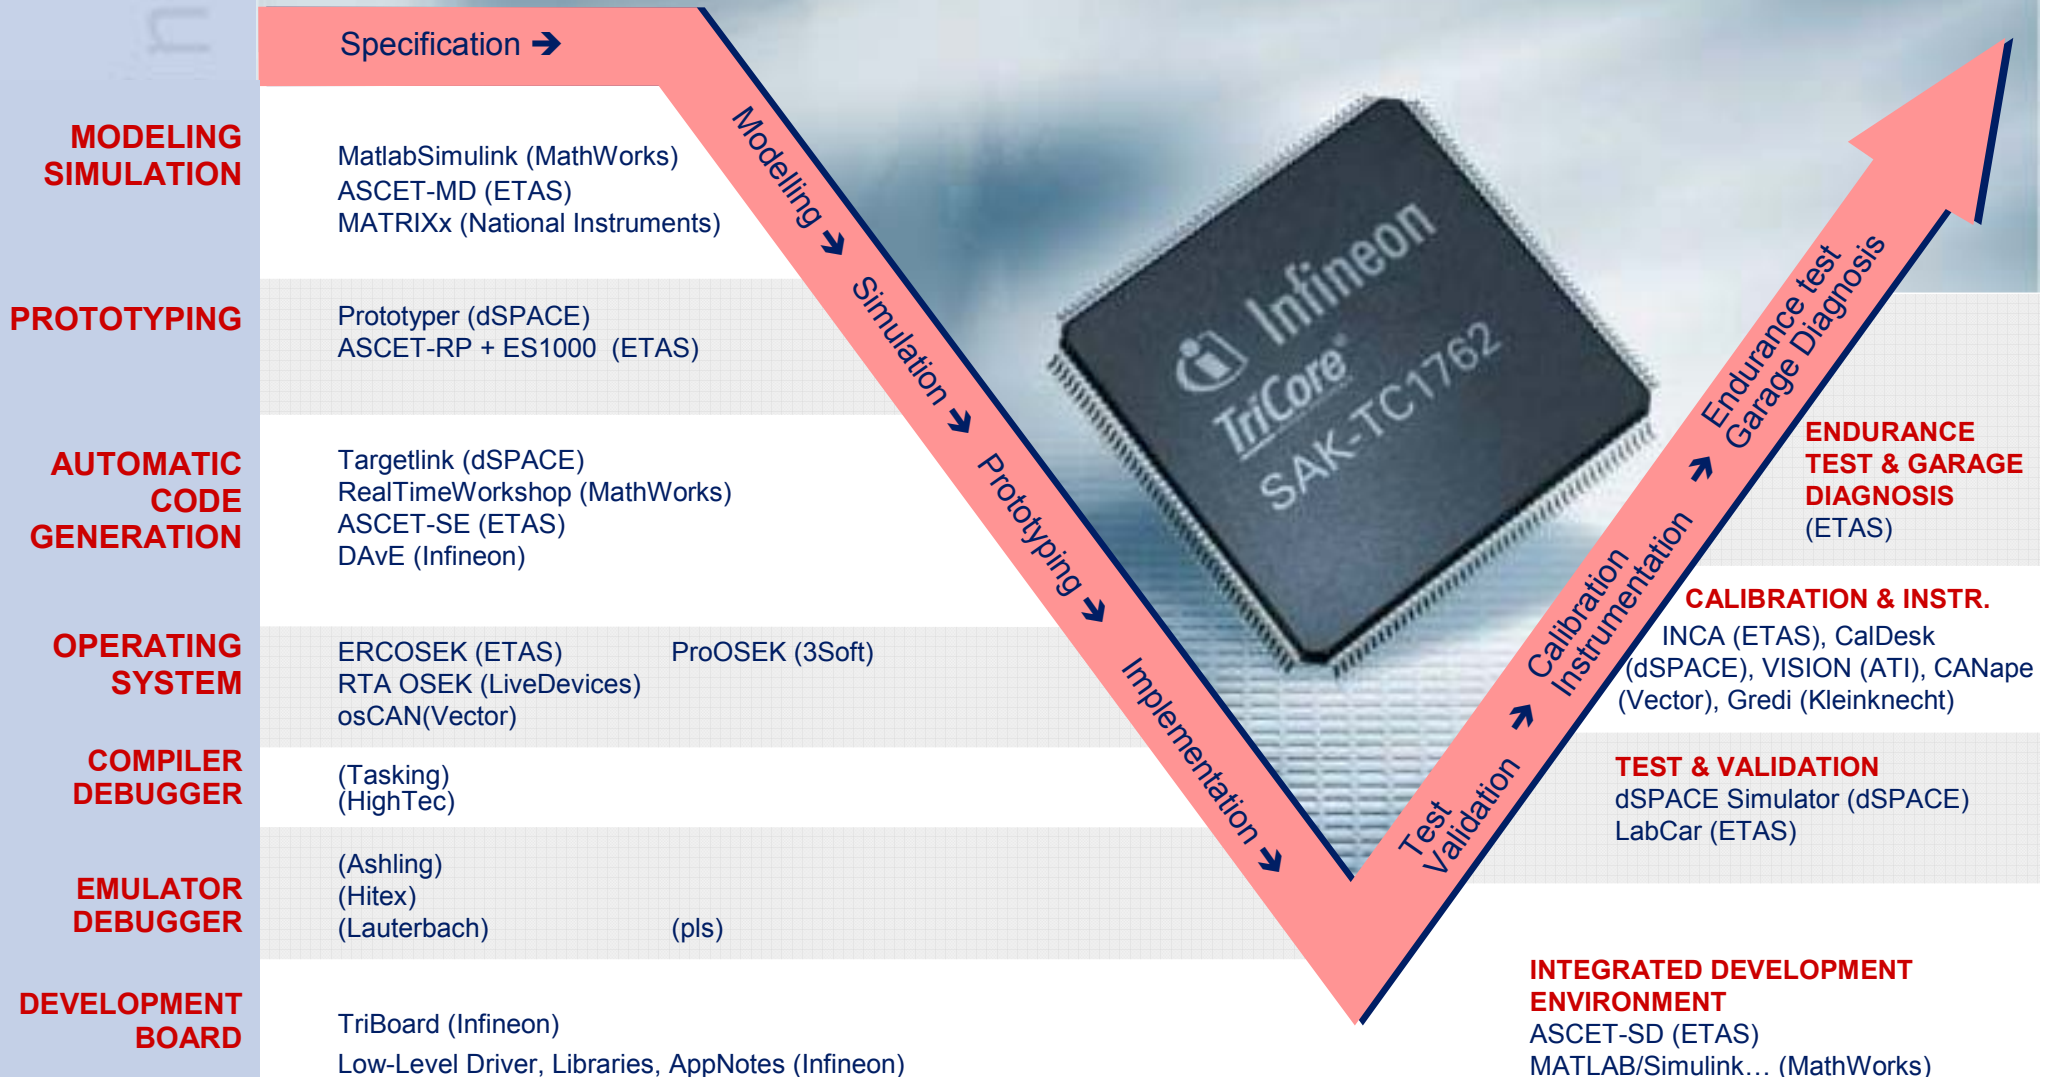 Specification ➔
MODELING
SIMULATION
MatlabSimulink (MathWorks)
ASCET-MD (ETAS)
MATRIXx (National Instruments)
PROTOTYPING
Prototyper (dSPACE)
ASCET-RP + ES1000 (ETAS)
AUTOMATIC
CODE
GENERATION
Targetlink (dSPACE)
RealTimeWorkshop (MathWorks)
ASCET-SE (ETAS)
DAvE (Infineon)
OPERATING
SYSTEM
ERCOSEK (ETAS) ProOSEK (3Soft)
RTA OSEK (LiveDevices)
osCAN(Vector)
COMPILER
DEBUGGER
(Tasking)
(HighTec)
EMULATOR
DEBUGGER
(Ashling)
(Hitex)
(Lauterbach) (pls)
DEVELOPMENT
BOARD
TriBoard (Infineon)
Low-Level Driver, Libraries, AppNotes (Infineon)
Modelling ➔ Simulation ➔ Prototyping ➔ Implementation ➔
Infineon
TriCore®
SAK-TC1762
Test
Validation ➔
Calibration
Instrumentation ➔
Endurance test
Garage Diagnosis
ENDURANCE
TEST & GARAGE
DIAGNOSIS
(ETAS)
CALIBRATION & INSTR.
INCA (ETAS), CalDesk
(dSPACE), VISION (ATI), CANape
(Vector), Gredi (Kleinknecht)
TEST & VALIDATION
dSPACE Simulator (dSPACE)
LabCar (ETAS)
INTEGRATED DEVELOPMENT
ENVIRONMENT
ASCET-SD (ETAS)
MATLAB/Simulink… (MathWorks)